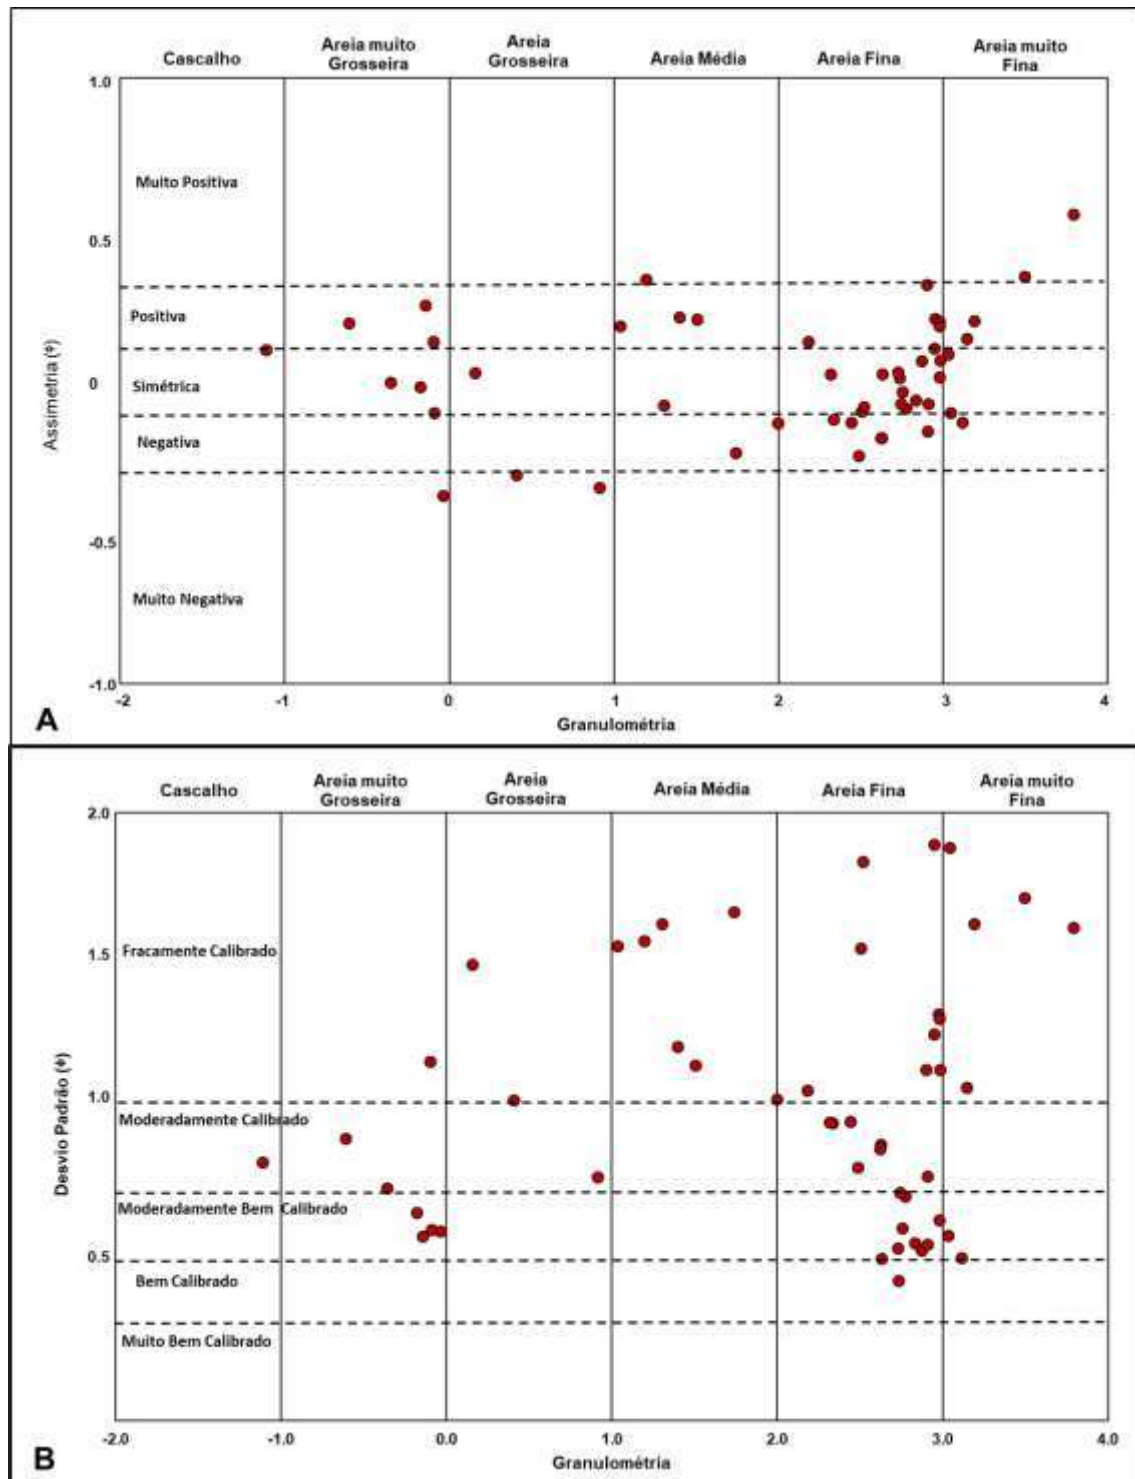 Cascalho
Areia muito
Grosseira
Areia
Grosseira
Areia Média
Areia Fina
Areia muito
Fina
1.0
Muito Positiva
0.5
Positiva
Assimetria (ᶲ)
0
Simétrica
Negativa
-0.5
Muito Negativa
-1.0
-2 -1 0 1 2 3 4
A
Granulométria
Cascalho
Areia muito
Grosseira
Areia
Grosseira
Areia Média
Areia Fina
Areia muito
Fina
2.0
Fracamente Calibrado
1.5
Desvio Padrão (ᶲ)
1.0
Moderadamente Calibrado
Moderadamente Bem Calibrado
0.5
Bem Calibrado
Muito Bem Calibrado
-2.0 -1.0 0.0 1.0 2.0 3.0 4.0
B
Granulométria